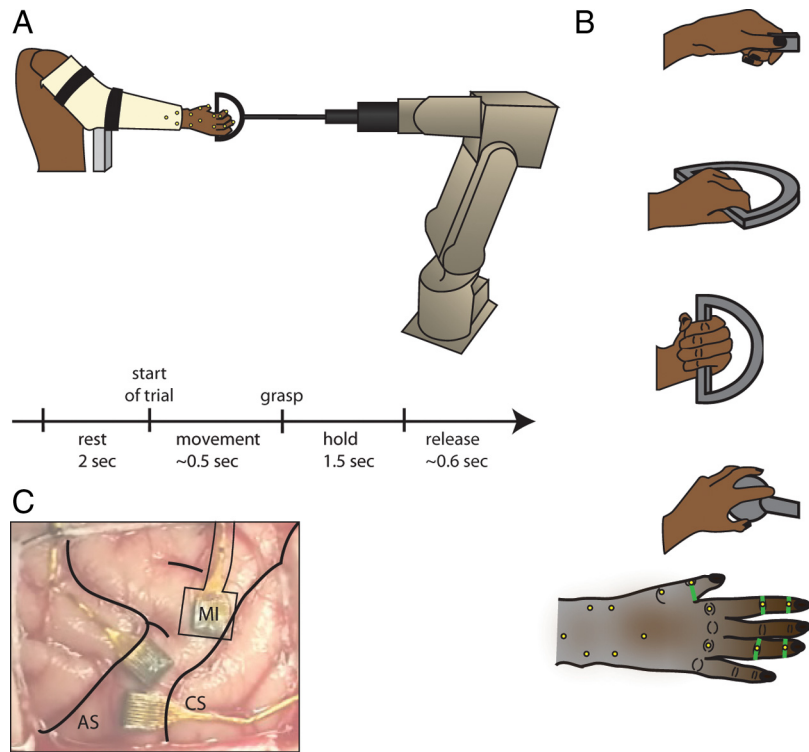 A
B
start
of trial
grasp
rest
movement
hold
release
2 sec
~0.5 sec
1.5 sec
~0.6 sec
C
MI
CS
AS